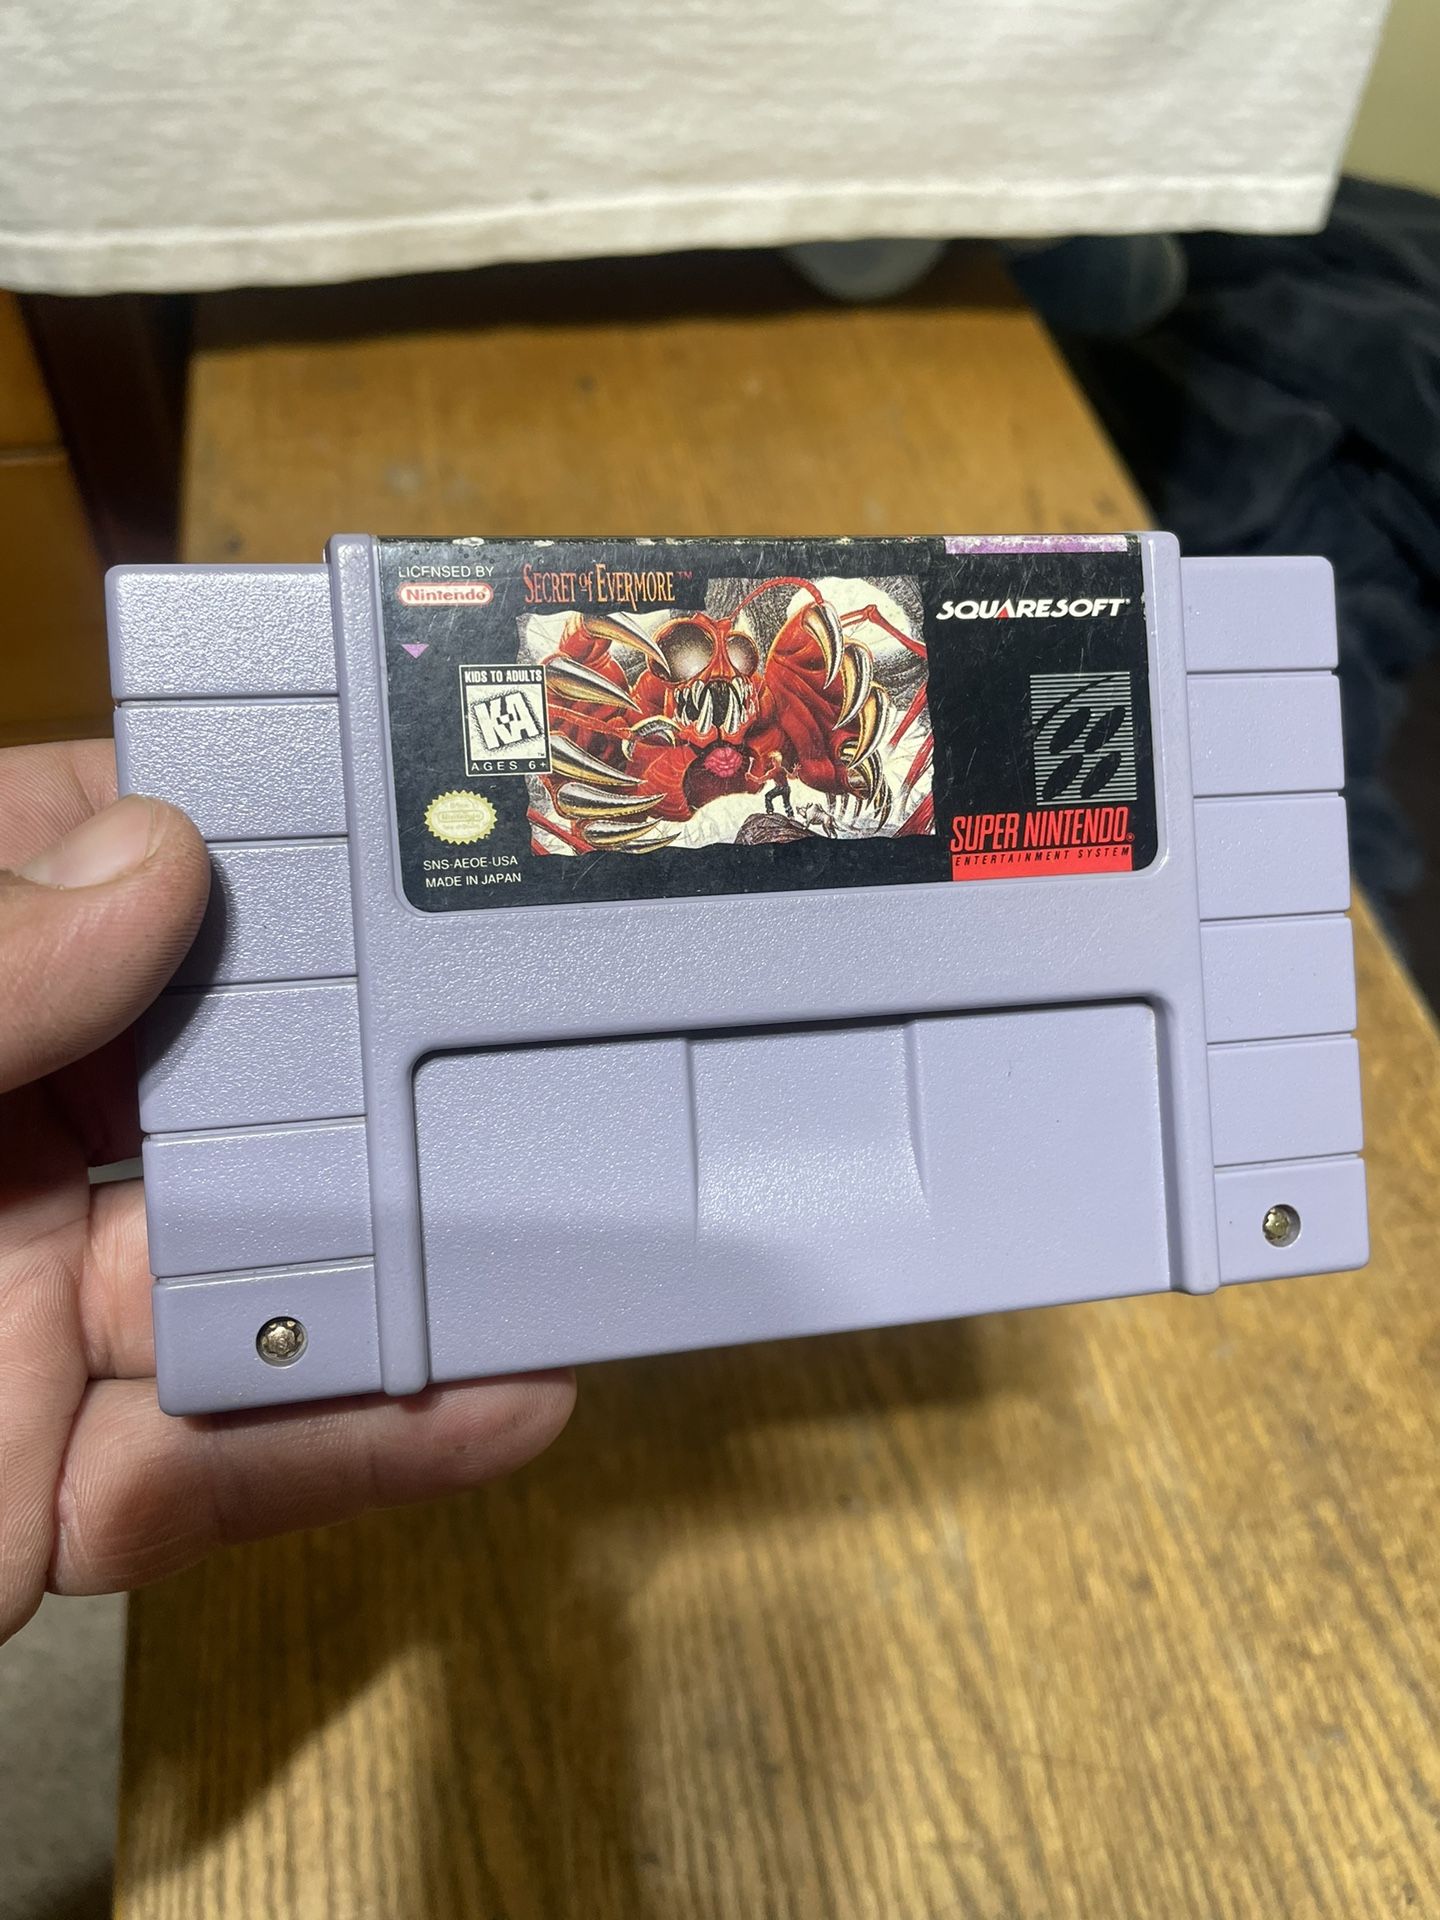 LICENSED BY
Nintendo
SECRET OF EVERMORE™
SQUARESOFT
KIDS TO ADULTS
KA
AGES 6+
SNS-AEOE-USA
MADE IN JAPAN
SUPER NINTENDO®
ENTERTAINMENT SYSTEM